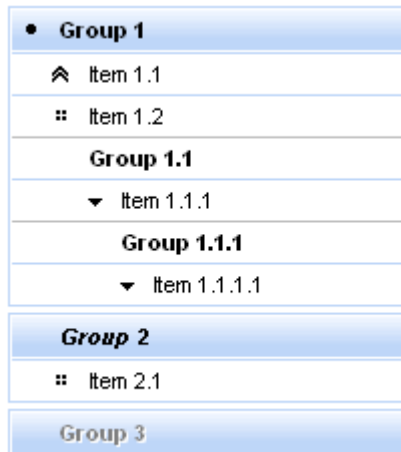 Group 1
Item 1.1
Item 1.2
Group 1.1
Item 1.1.1
Group 1.1.1
Item 1.1.1.1
Group 2
Item 2.1
Group 3